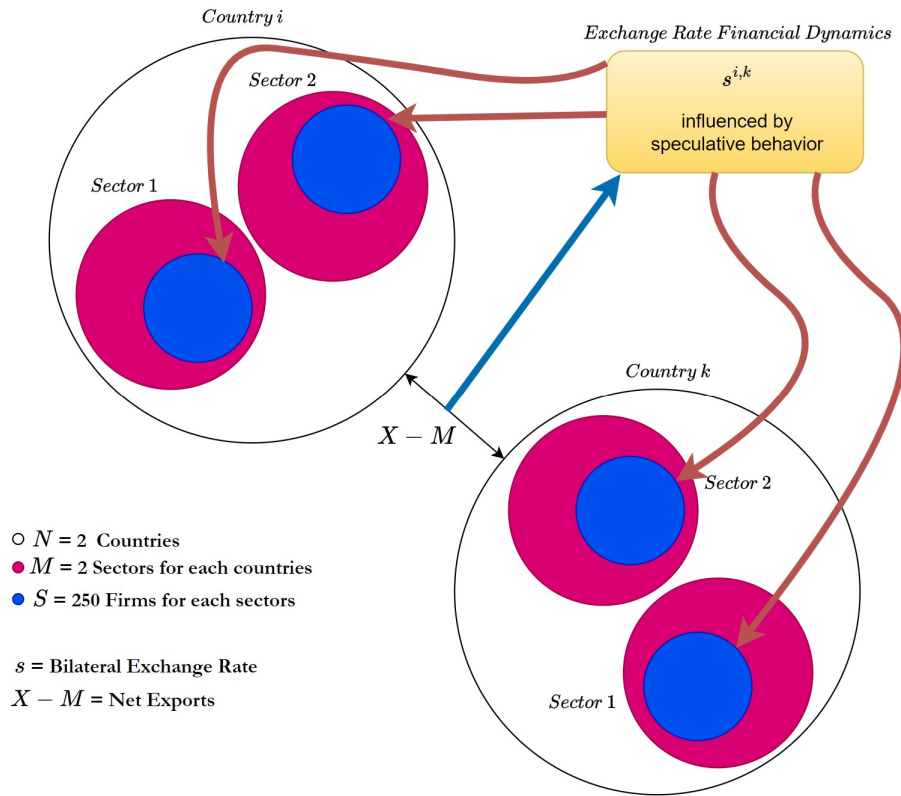 Country i
Exchange Rate Financial Dynamics
Sector 2
s^{i,k}
influenced by
speculative behavior
Sector 1
Country k
X − M
Sector 2
N = 2 Countries
M = 2 Sectors for each countries
S = 250 Firms for each sectors
s = Bilateral Exchange Rate
X − M = Net Exports
Sector 1